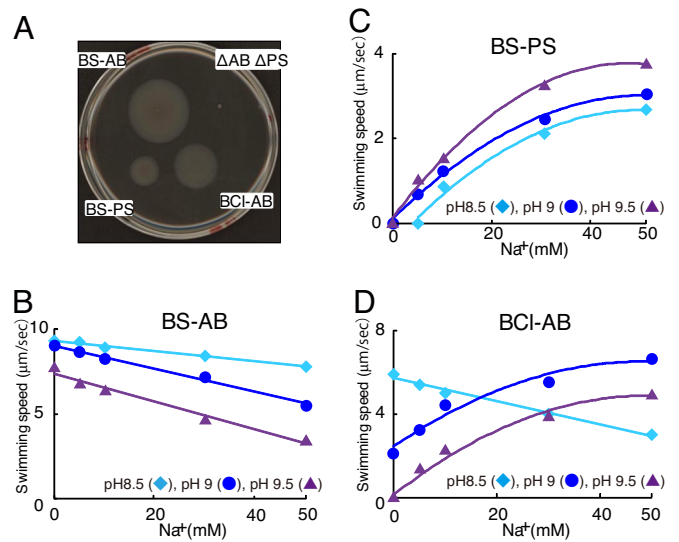 A
BS-AB
ΔAB ΔPS
BS-PS
BCl-AB
C
BS-PS
Swimming speed (μm/sec)
4
2
0
0
20
40
50
pH8.5 (◆), pH 9 (●), pH 9.5 (▲)
Na+(mM)
B
BS-AB
Swimming speed (μm/sec)
10
5
0
0
20
40
50
pH8.5 (◆), pH 9 (●), pH 9.5 (▲)
Na+(mM)
D
BCl-AB
Swimming speed (μm/sec)
8
4
0
0
20
40
50
pH8.5 (◆), pH 9 (●), pH 9.5 (▲)
Na+(mM)